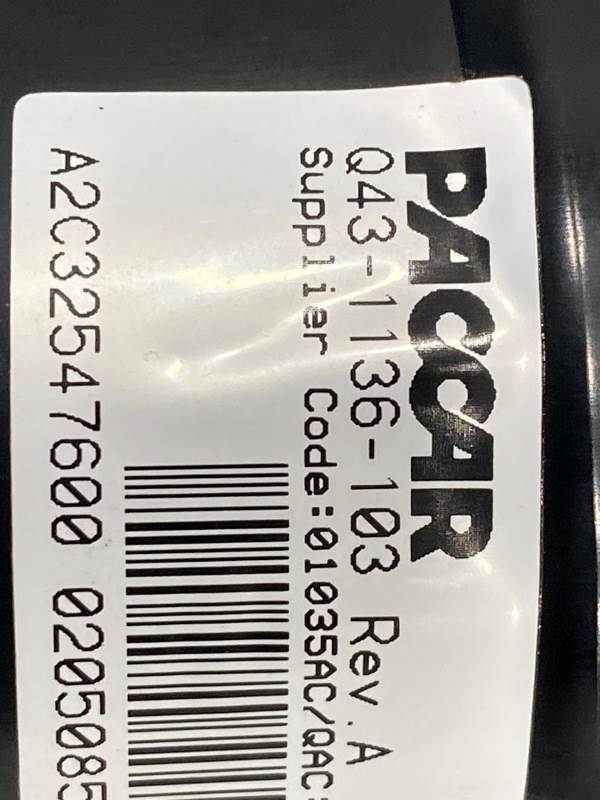 PACCAR
Q43-1136-103 Rev.A
Supplier Code:01035AC/QAC
A2C32547600 0205085